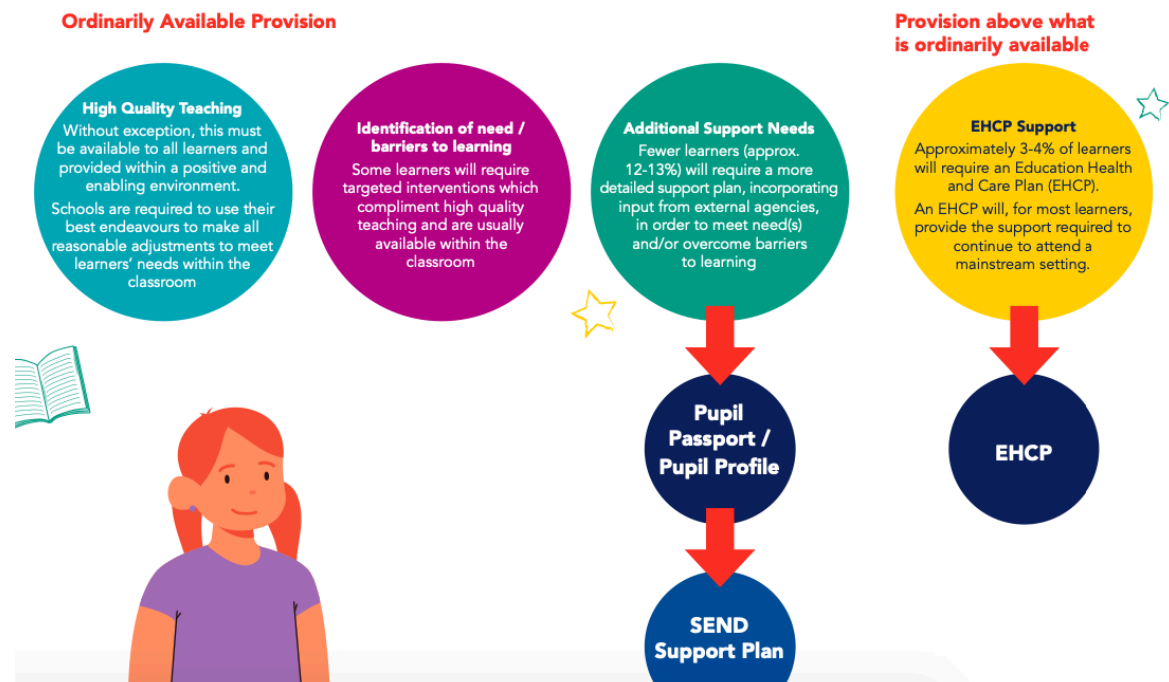 Ordinarily Available Provision
Provision above what
is ordinarily available
High Quality Teaching
Without exception, this must
be available to all learners and
provided within a positive and
enabling environment.
Schools are required to use their
best endeavours to make all
reasonable adjustments to meet
learners’ needs within the
classroom
Identification of need /
barriers to learning
Some learners will require
targeted interventions which
compliment high quality
teaching and are usually
available within the
classroom
Additional Support Needs
Fewer learners (approx.
12-13%) will require a more
detailed support plan, incorporating
input from external agencies,
in order to meet need(s)
and/or overcome barriers
to learning
EHCP Support
Approximately 3-4% of learners
will require an Education Health
and Care Plan (EHCP).
An EHCP will, for most learners,
provide the support required to
continue to attend a
mainstream setting.
Pupil
Passport /
Pupil Profile
EHCP
SEND
Support Plan